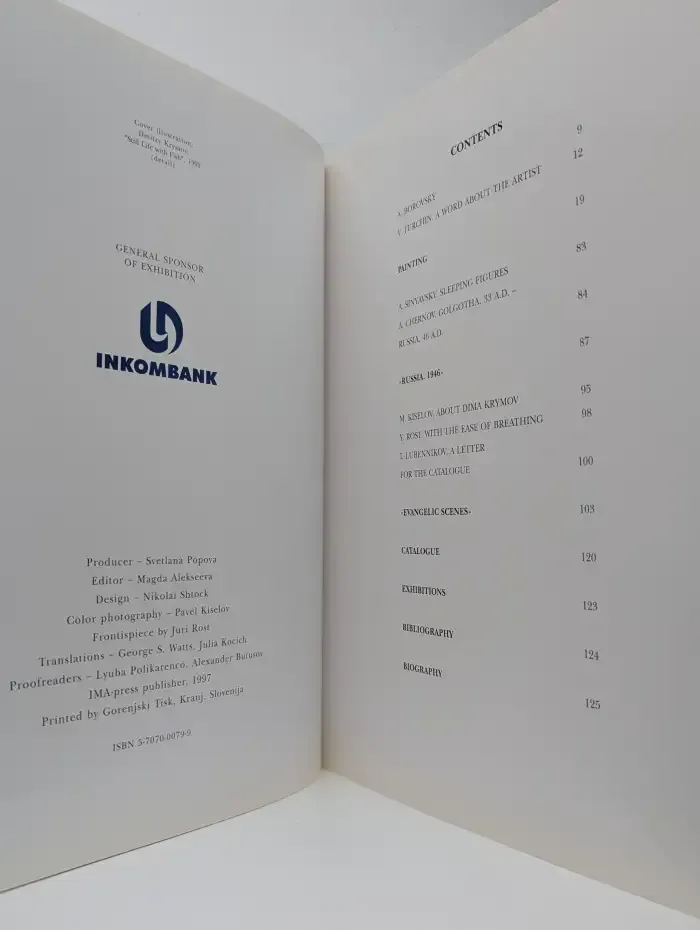 Cover illustration:
Dmitry Krymov,
"Still Life with Fish", 1993
(detail)
GENERAL SPONSOR
OF EXHIBITION
INKOMBANK
Producer – Svetlana Popova
Editor – Magda Alekseeva
Design – Nikolai Shtock
Color photography – Pavel Kiselov
Frontispiece by Juri Rost
Translations – George S. Watts, Julia Kocich
Proofreaders – Lyuba Polikarenco, Alexander Butusov
IMA-press publisher, 1997
Printed by Gorenjski Tisk, Kranj, Slovenija
ISBN 5-7070-0079-9
CONTENTS
A. BOROVSKY 9
V. TURCHIN. A WORD ABOUT THE ARTIST 12
PAINTING 19
A. SINYAVSKY. SLEEPING FIGURES 83
A. CHERNOV. GOLGOTHA, 33 A.D. – 84
RUSSIA, 46 A.D.
«RUSSIA. 1946» 87
M. KISELOV. ABOUT DIMA KRYMOV 95
Y. ROST. WITH THE EASE OF BREATHING 98
I. LUBENNIKOV. A LETTER
FOR THE CATALOGUE 100
«EVANGELIC SCENES» 103
CATALOGUE 120
EXHIBITIONS 123
BIBLIOGRAPHY 124
BIOGRAPHY 125